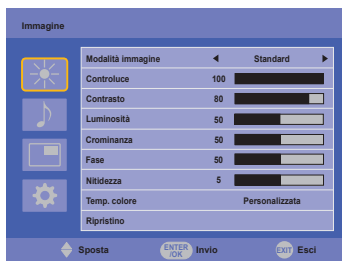 Immagine
Modalità immagine Standard
Controluce 100
Contrasto 80
Luminosità 50
Crominanza 50
Fase 50
Nitidezza 5
Temp. colore Personalizzata
Ripristino
Sposta ENTER /OK Invio EXIT Esci